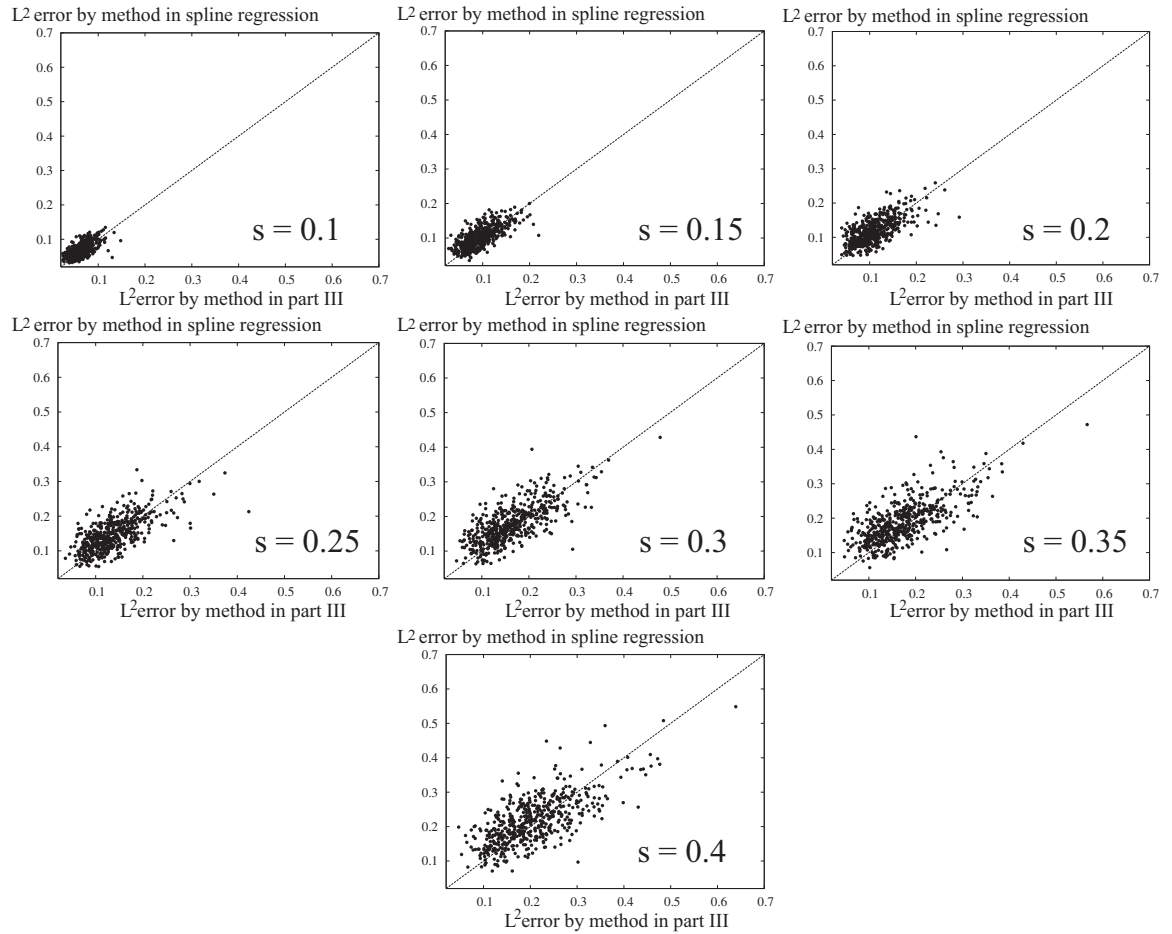 L² error by method in spline regression
0.7
0.6
0.5
0.4
0.3
0.2
0.1
s = 0.1
0.1 0.2 0.3 0.4 0.5 0.6 0.7
L²error by method in part III
L² error by method in spline regression
0.7
0.6
0.5
0.4
0.3
0.2
0.1
s = 0.15
0.1 0.2 0.3 0.4 0.5 0.6 0.7
L²error by method in part III
L² error by method in spline regression
0.7
0.6
0.5
0.4
0.3
0.2
0.1
s = 0.2
0.1 0.2 0.3 0.4 0.5 0.6 0.7
L²error by method in part III
L² error by method in spline regression
0.7
0.6
0.5
0.4
0.3
0.2
0.1
s = 0.25
0.1 0.2 0.3 0.4 0.5 0.6 0.7
L²error by method in part III
L² error by method in spline regression
0.7
0.6
0.5
0.4
0.3
0.2
0.1
s = 0.3
0.1 0.2 0.3 0.4 0.5 0.6 0.7
L²error by method in part III
L² error by method in spline regression
0.7
0.6
0.5
0.4
0.3
0.2
0.1
s = 0.35
0.1 0.2 0.3 0.4 0.5 0.6 0.7
L²error by method in part III
L² error by method in spline regression
0.7
0.6
0.5
0.4
0.3
0.2
0.1
s = 0.4
0.1 0.2 0.3 0.4 0.5 0.6 0.7
L²error by method in part III